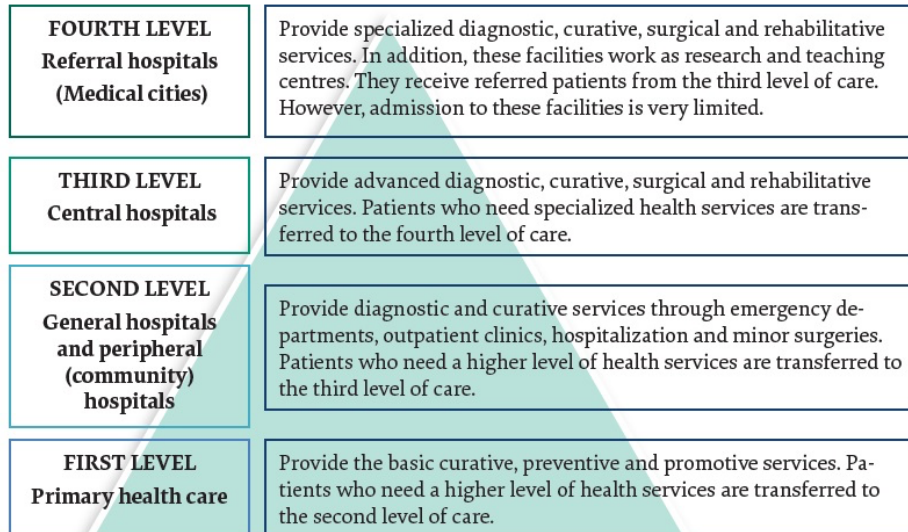 FOURTH LEVEL
Referral hospitals
(Medical cities)
Provide specialized diagnostic, curative, surgical and rehabilitative
services. In addition, these facilities work as research and teaching
centres. They receive referred patients from the third level of care.
However, admission to these facilities is very limited.
THIRD LEVEL
Central hospitals
Provide advanced diagnostic, curative, surgical and rehabilitative
services. Patients who need specialized health services are trans-
ferred to the fourth level of care.
SECOND LEVEL
General hospitals
and peripheral
(community)
hospitals
Provide diagnostic and curative services through emergency de-
partments, outpatient clinics, hospitalization and minor surgeries.
Patients who need a higher level of health services are transferred to
the third level of care.
FIRST LEVEL
Primary health care
Provide the basic curative, preventive and promotive services. Pa-
tients who need a higher level of health services are transferred to
the second level of care.